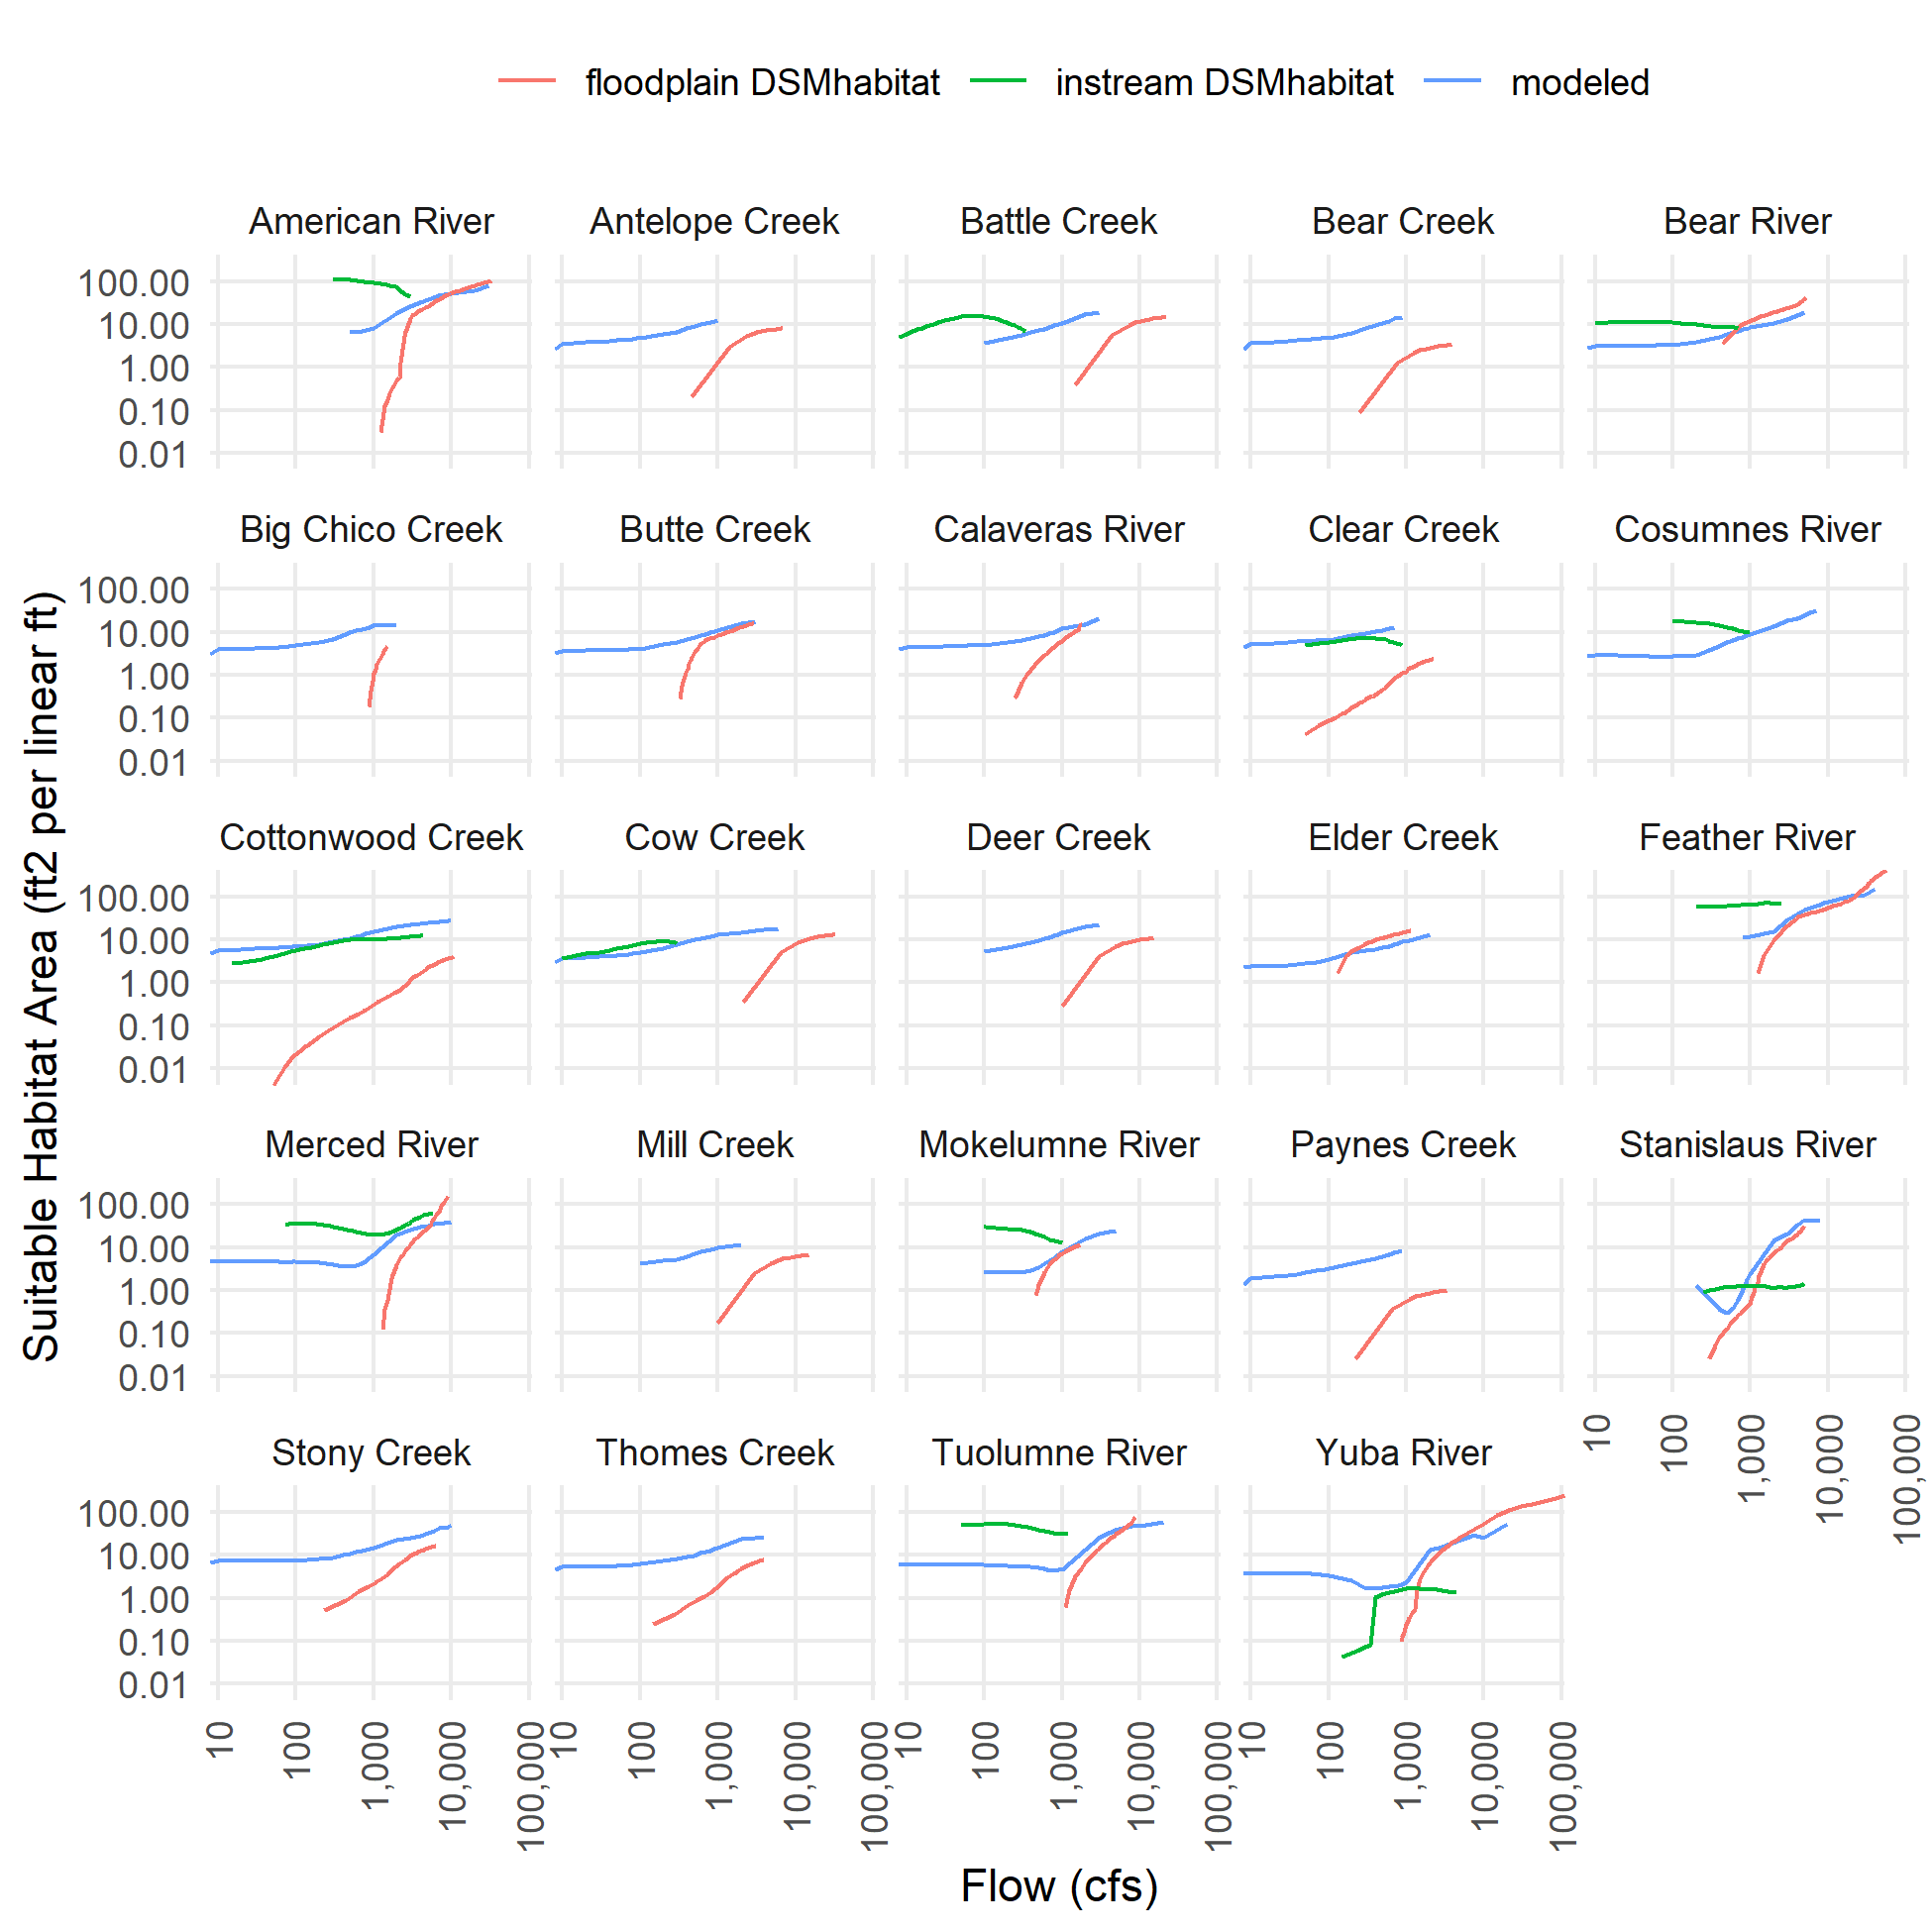 floodplain DSMhabitat instream DSMhabitat modeled
American River Antelope Creek Battle Creek Bear Creek Bear River
100.00
10.00
1.00
0.10
0.01
Big Chico Creek Butte Creek Calaveras River Clear Creek Cosumnes River
100.00
10.00
1.00
0.10
0.01
Suitable Habitat Area (ft2 per linear ft)
Cottonwood Creek Cow Creek Deer Creek Elder Creek Feather River
100.00
10.00
1.00
0.10
0.01
Merced River Mill Creek Mokelumne River Paynes Creek Stanislaus River
100.00
10.00
1.00
0.10
0.01
10 100 1,000 10,000 100,000
Stony Creek Thomes Creek Tuolumne River Yuba River
100.00
10.00
1.00
0.10
0.01
10 100 1,000 10,000 100,000 10 100 1,000 10,000 100,000 10 100 1,000 10,000 100,000 10 100 1,000 10,000 100,000
Flow (cfs)